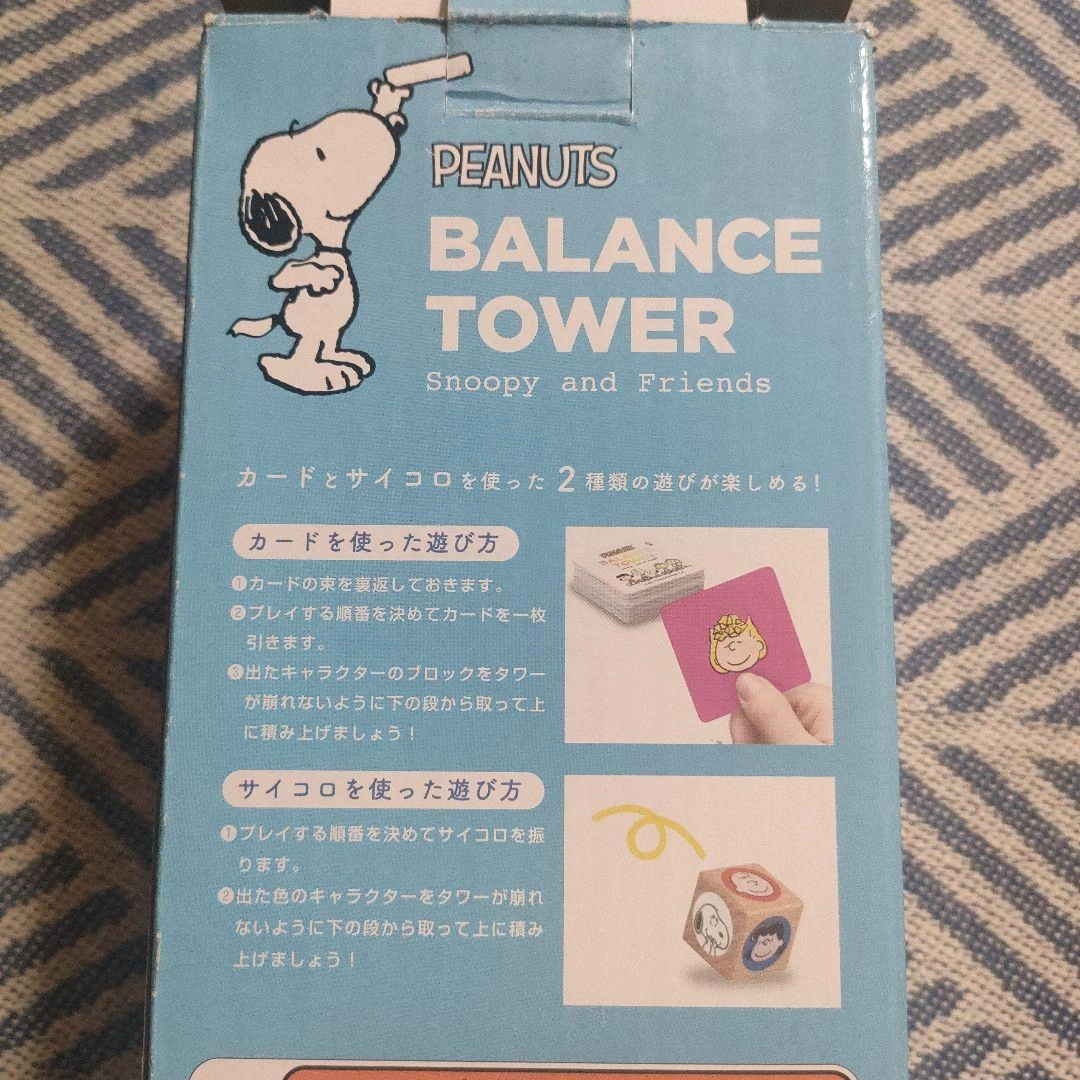 PEANUTS
BALANCE
TOWER
Snoopy and Friends
カードとサイコロを使った2種類の遊びが楽しめる!
カードを使った遊び方
❶カードの束を裏返しておきます。
❷プレイする順番を決めてカードを一枚
引きます。
❸出たキャラクターのブロックをタワー
が崩れないように下の段から取って上
に積み上げましょう!
BALANCE
TOWER
サイコロを使った遊び方
❶プレイする順番を決めてサイコロを振
ります。
❷出た色のキャラクターをタワーが崩れ
ないように下の段から取って上に積み
上げましょう!